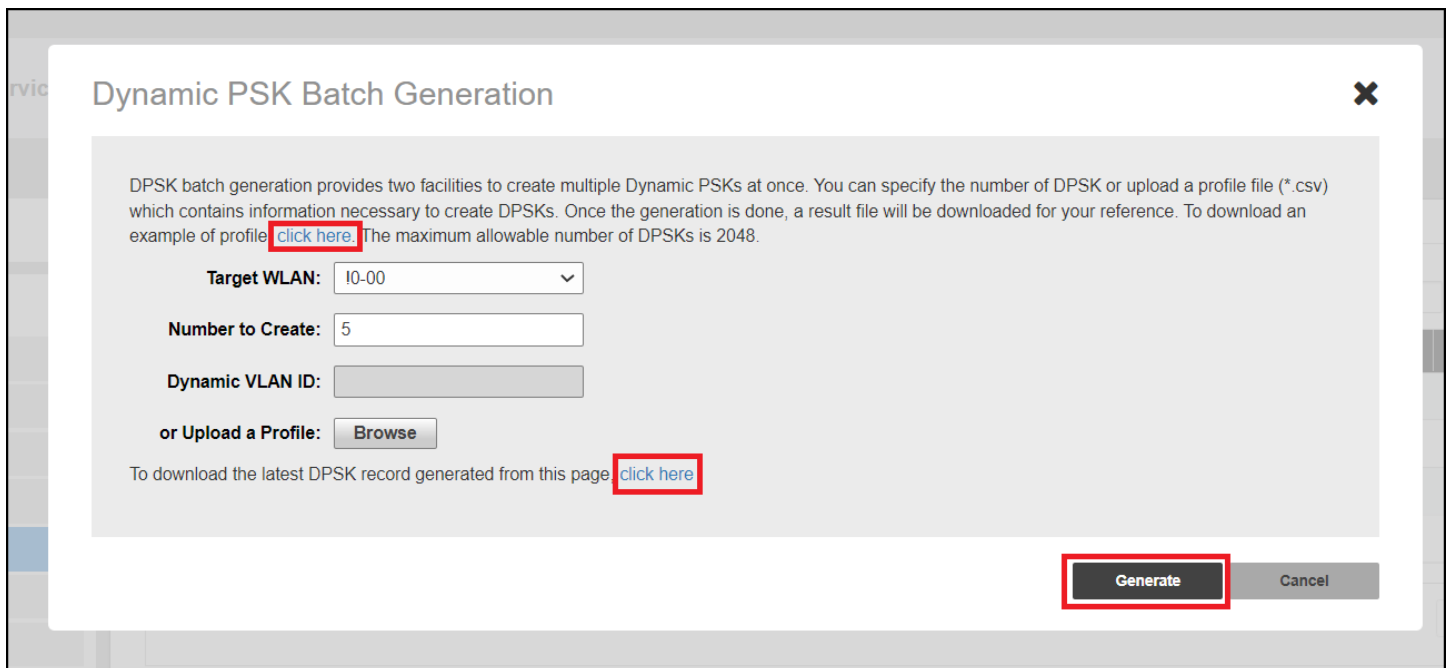 rvic
Dynamic PSK Batch Generation
DPSK batch generation provides two facilities to create multiple Dynamic PSKs at once. You can specify the number of DPSK or upload a profile file (*.csv)
which contains information necessary to create DPSKs. Once the generation is done, a result file will be downloaded for your reference. To download an
example of profile, click here. The maximum allowable number of DPSKs is 2048.
Target WLAN: !0-00
Number to Create: 5
Dynamic VLAN ID:
or Upload a Profile: Browse
To download the latest DPSK record generated from this page, click here
Generate Cancel